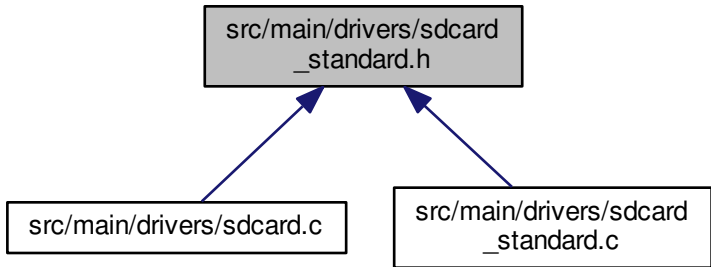 src/main/drivers/sdcard
_standard.h
src/main/drivers/sdcard.c
src/main/drivers/sdcard
_standard.c